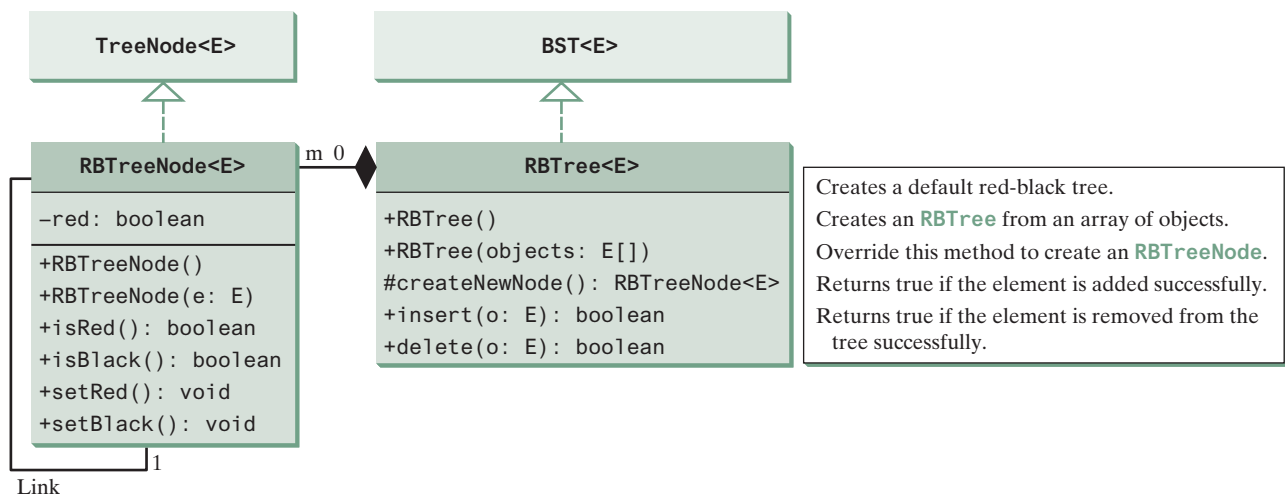 TreeNode<E>
BST<E>
RBTreeNode<E>
m 0
RBTree<E>
–red: boolean
+RBTreeNode()
+RBTreeNode(e: E)
+isRed(): boolean
+isBlack(): boolean
+setRed(): void
+setBlack(): void
1
Link
+RBTree()
+RBTree(objects: E[])
#createNewNode(): RBTreeNode<E>
+insert(o: E): boolean
+delete(o: E): boolean
Creates a default red-black tree.
Creates an RBTree from an array of objects.
Override this method to create an RBTreeNode.
Returns true if the element is added successfully.
Returns true if the element is removed from the
tree successfully.